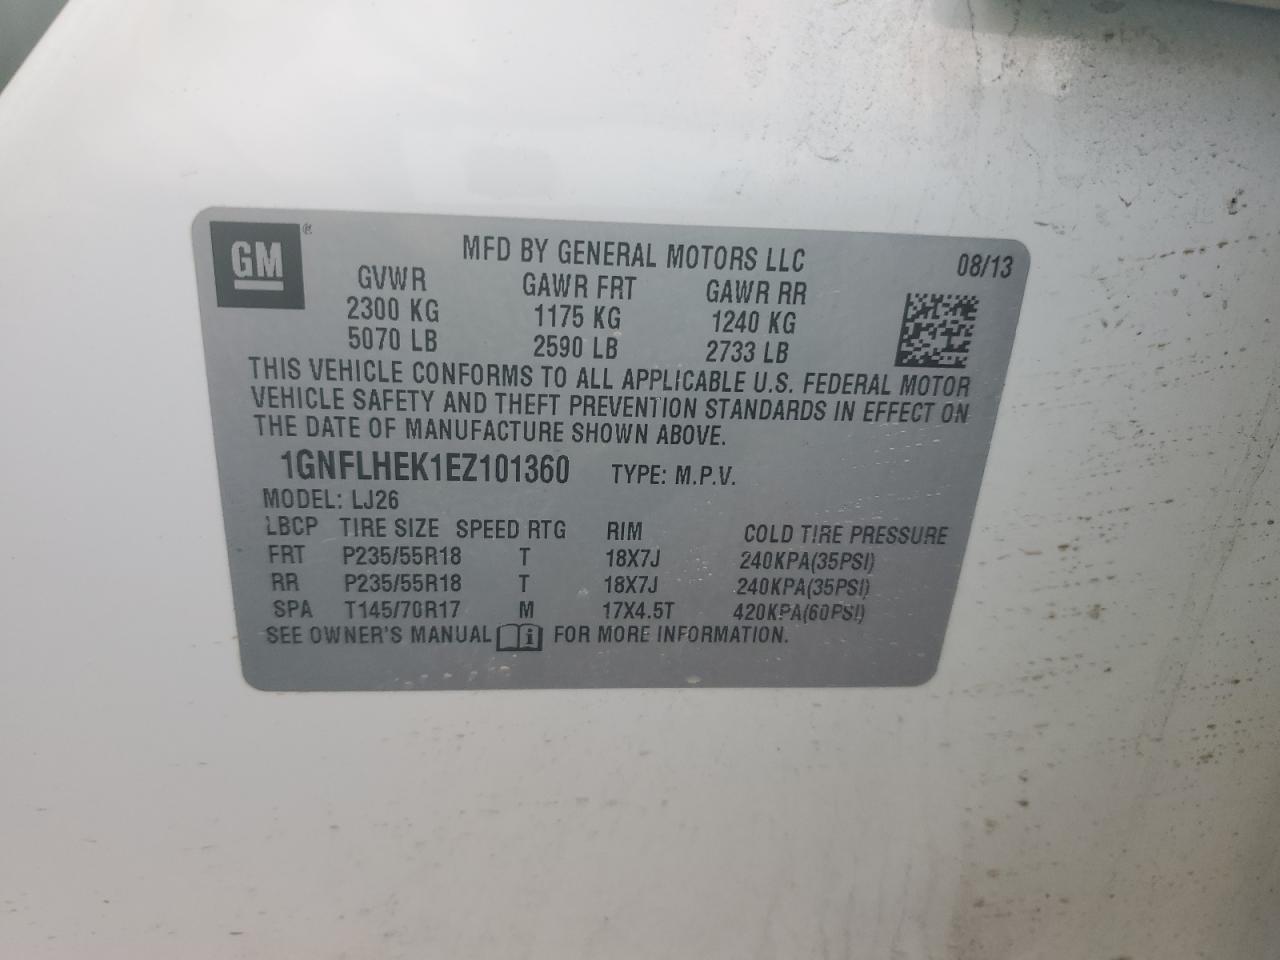 GM®
MFD BY GENERAL MOTORS LLC 08/13
GVWR GAWR FRT GAWR RR
2300 KG 1175 KG 1240 KG
5070 LB 2590 LB 2733 LB
THIS VEHICLE CONFORMS TO ALL APPLICABLE U.S. FEDERAL MOTOR
VEHICLE SAFETY AND THEFT PREVENTION STANDARDS IN EFFECT ON
THE DATE OF MANUFACTURE SHOWN ABOVE.
1GNFLHEK1EZ101360 TYPE: M.P.V.
MODEL: LJ26
LBCP TIRE SIZE SPEED RTG RIM COLD TIRE PRESSURE
FRT P235/55R18 T 18X7J 240KPA(35PSI)
RR P235/55R18 T 18X7J 240KPA(35PSI)
SPA T145/70R17 M 17X4.5T 420KPA(60PSI)
SEE OWNER'S MANUAL i FOR MORE INFORMATION.